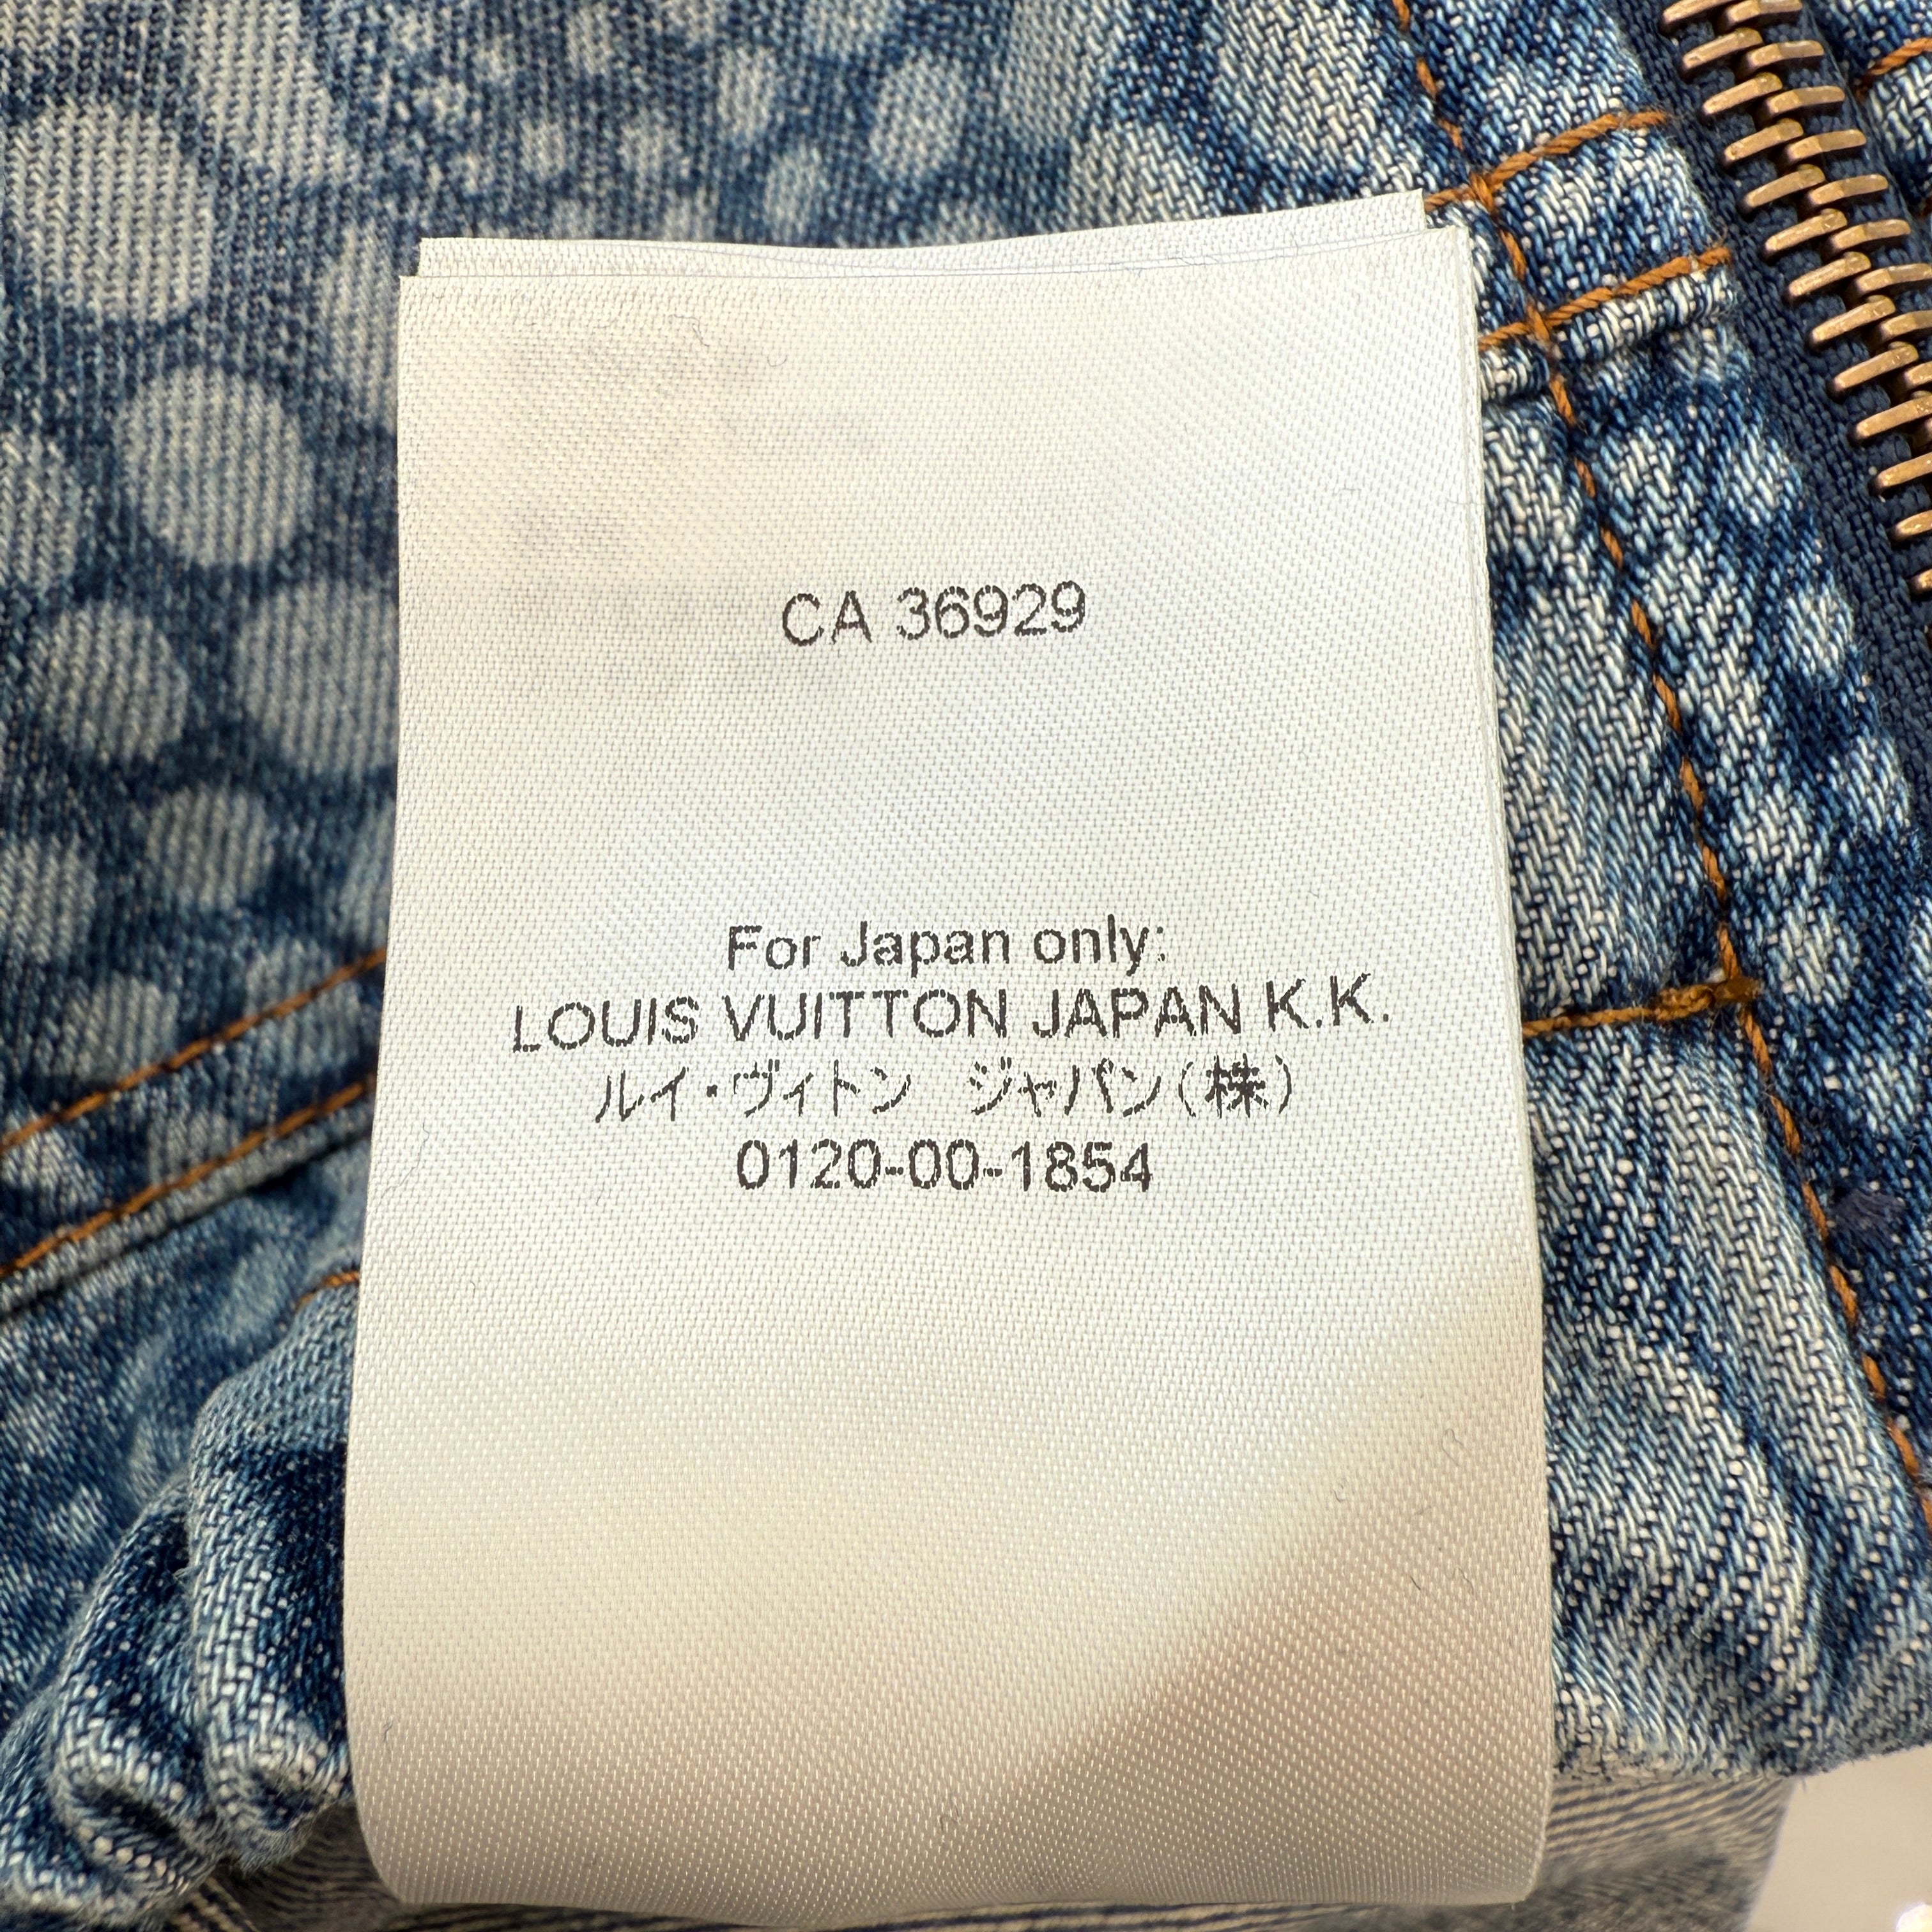 CA 36929
For Japan only:
LOUIS VUITTON JAPAN K.K.
ルイ・ヴィトン　ジャパン(株)
0120-00-1854